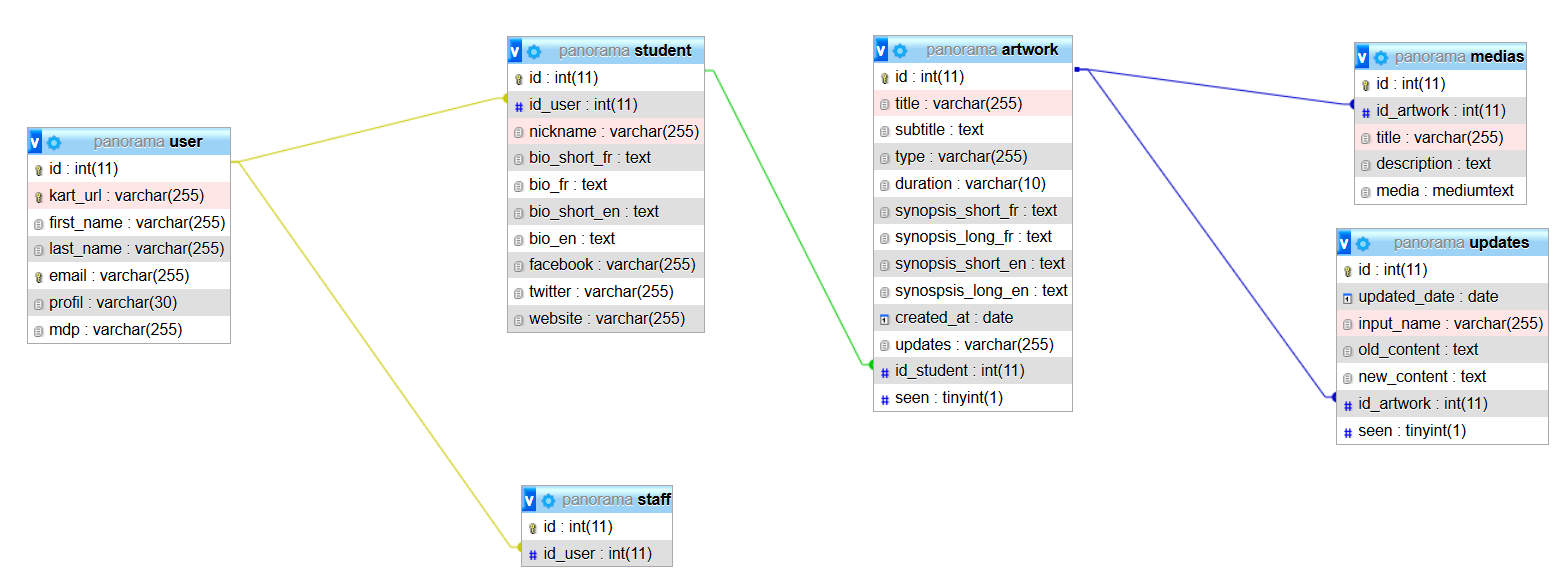 panorama user
id : int(11)
kart_url : varchar(255)
first_name : varchar(255)
last_name : varchar(255)
email : varchar(255)
profil : varchar(30)
mdp : varchar(255)
panorama student
id : int(11)
id_user : int(11)
nickname : varchar(255)
bio_short_fr : text
bio_fr : text
bio_short_en : text
bio_en : text
facebook : varchar(255)
twitter : varchar(255)
website : varchar(255)
panorama staff
id : int(11)
id_user : int(11)
panorama artwork
id : int(11)
title : varchar(255)
subtitle : text
type : varchar(255)
duration : varchar(10)
synopsis_short_fr : text
synopsis_long_fr : text
synopsis_short_en : text
synospsis_long_en : text
created_at : date
updates : varchar(255)
id_student : int(11)
seen : tinyint(1)
panorama medias
id : int(11)
id_artwork : int(11)
title : varchar(255)
description : text
media : mediumtext
panorama updates
id : int(11)
updated_date : date
input_name : varchar(255)
old_content : text
new_content : text
id_artwork : int(11)
seen : tinyint(1)